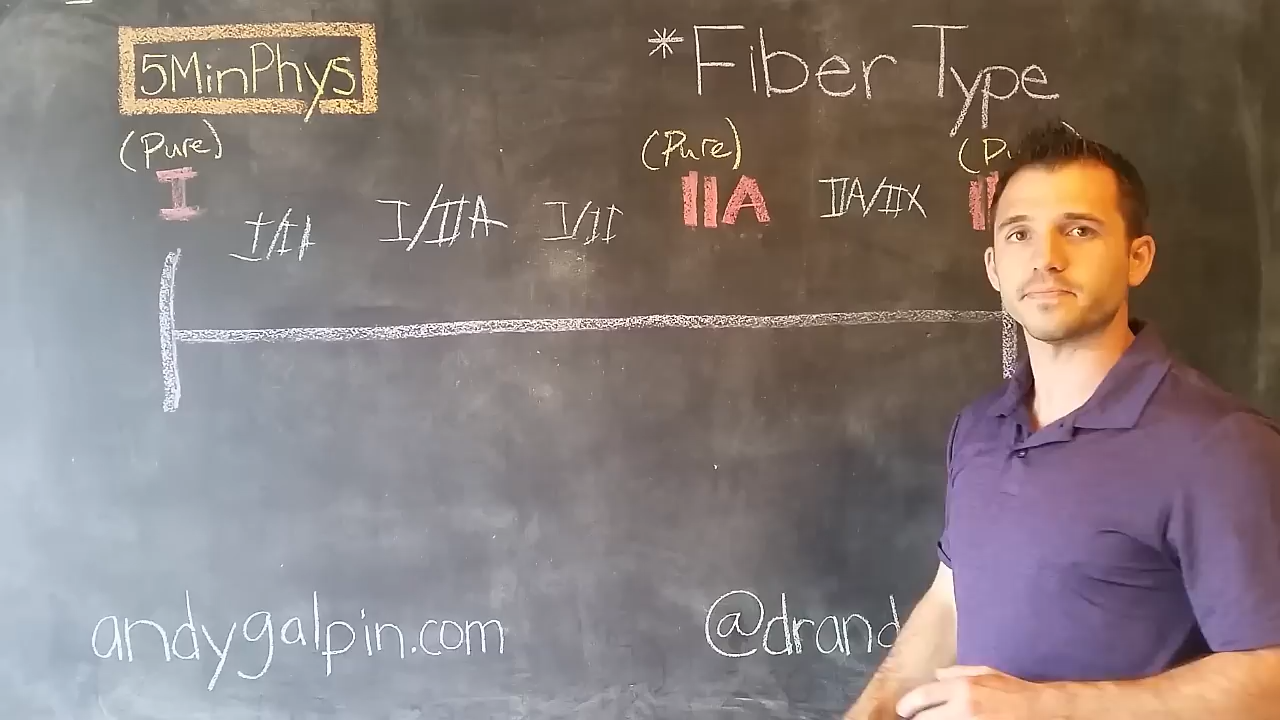 5MinPhys
*Fiber Type
(Pure) (Pure)
I I/IIA I/IIA I/II IIA IIA/IIX
andygalpin.com @drand